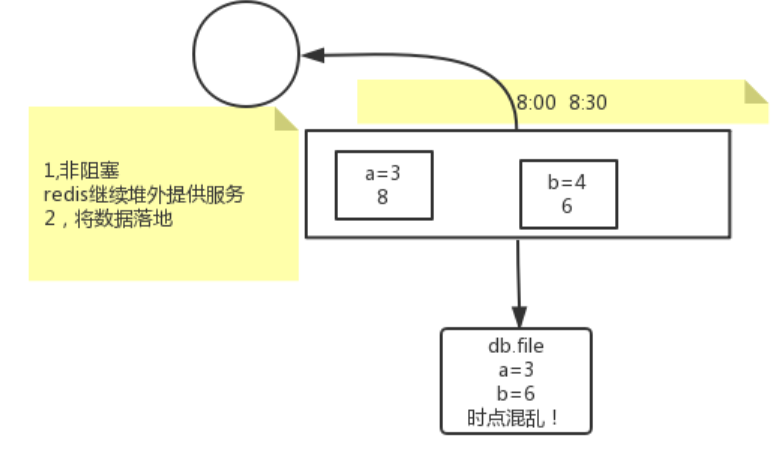 8:00  8:30
1,非阻塞
redis继续堆外提供服务
2，将数据落地
a=3
8
b=4
6
db.file
a=3
b=6
时点混乱！